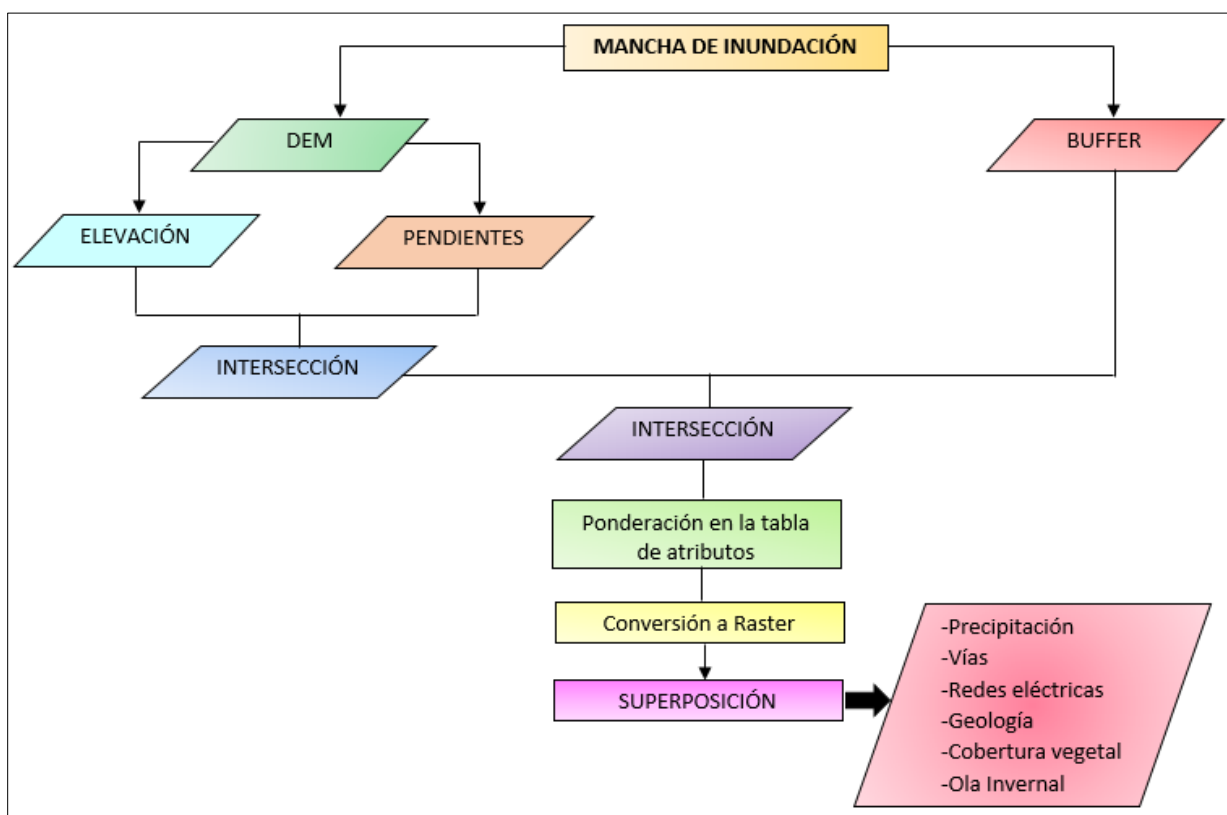 MANCHA DE INUNDACIÓN
DEM
BUFFER
ELEVACIÓN
PENDIENTES
INTERSECCIÓN
INTERSECCIÓN
Ponderación en la tabla
de atributos
Conversión a Raster
SUPERPOSICIÓN
-Precipitación
-Vías
-Redes eléctricas
-Geología
-Cobertura vegetal
-Ola Invernal